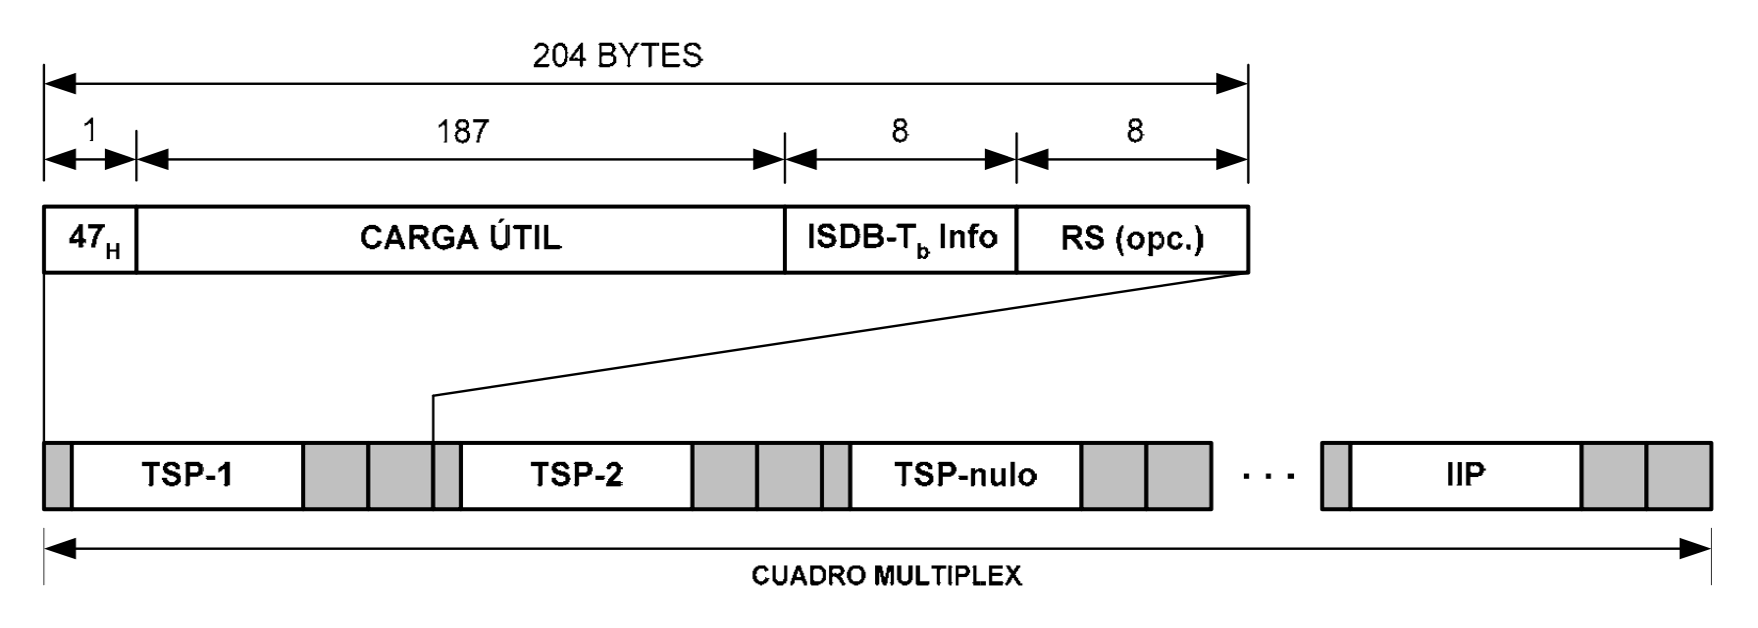 204 BYTES
1 187 8 8
47H CARGA ÚTIL ISDB-Tb Info RS (opc.)
TSP-1 TSP-2 TSP-nulo . . . IIP
CUADRO MULTIPLEX